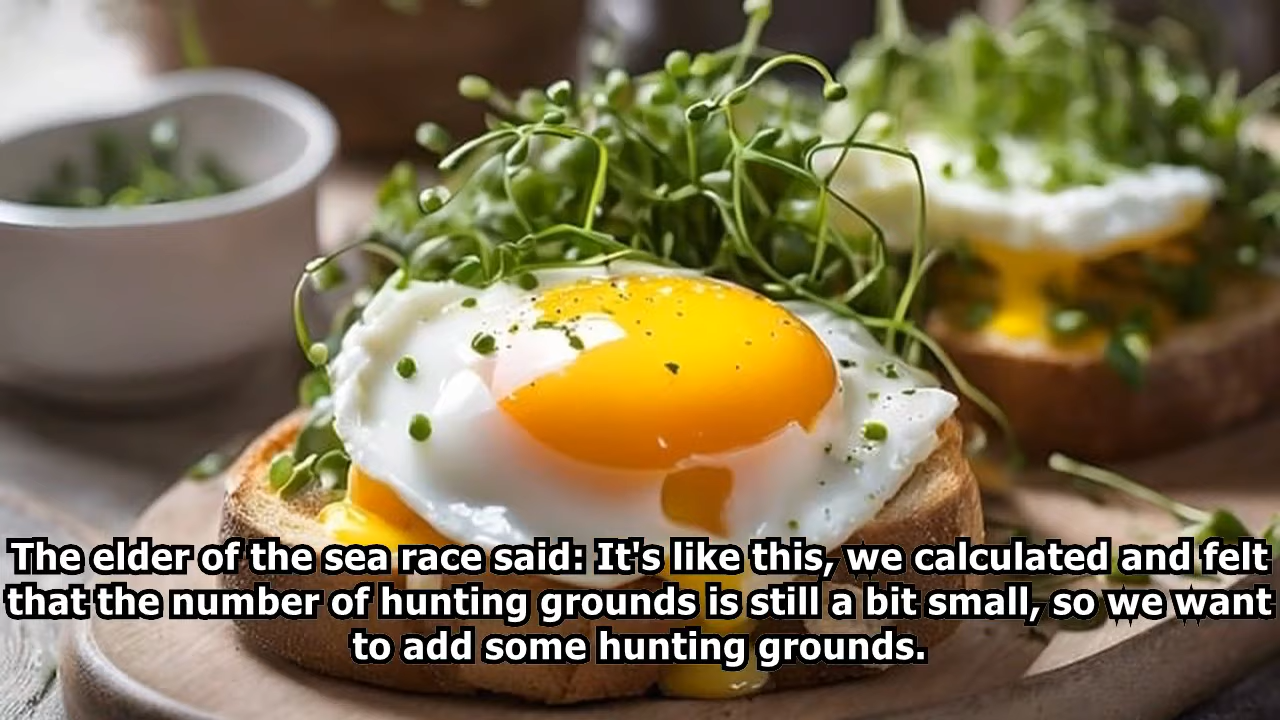 The elder of the sea race said: It's like this, we calculated and felt
that the number of hunting grounds is still a bit small, so we want
to add some hunting grounds.